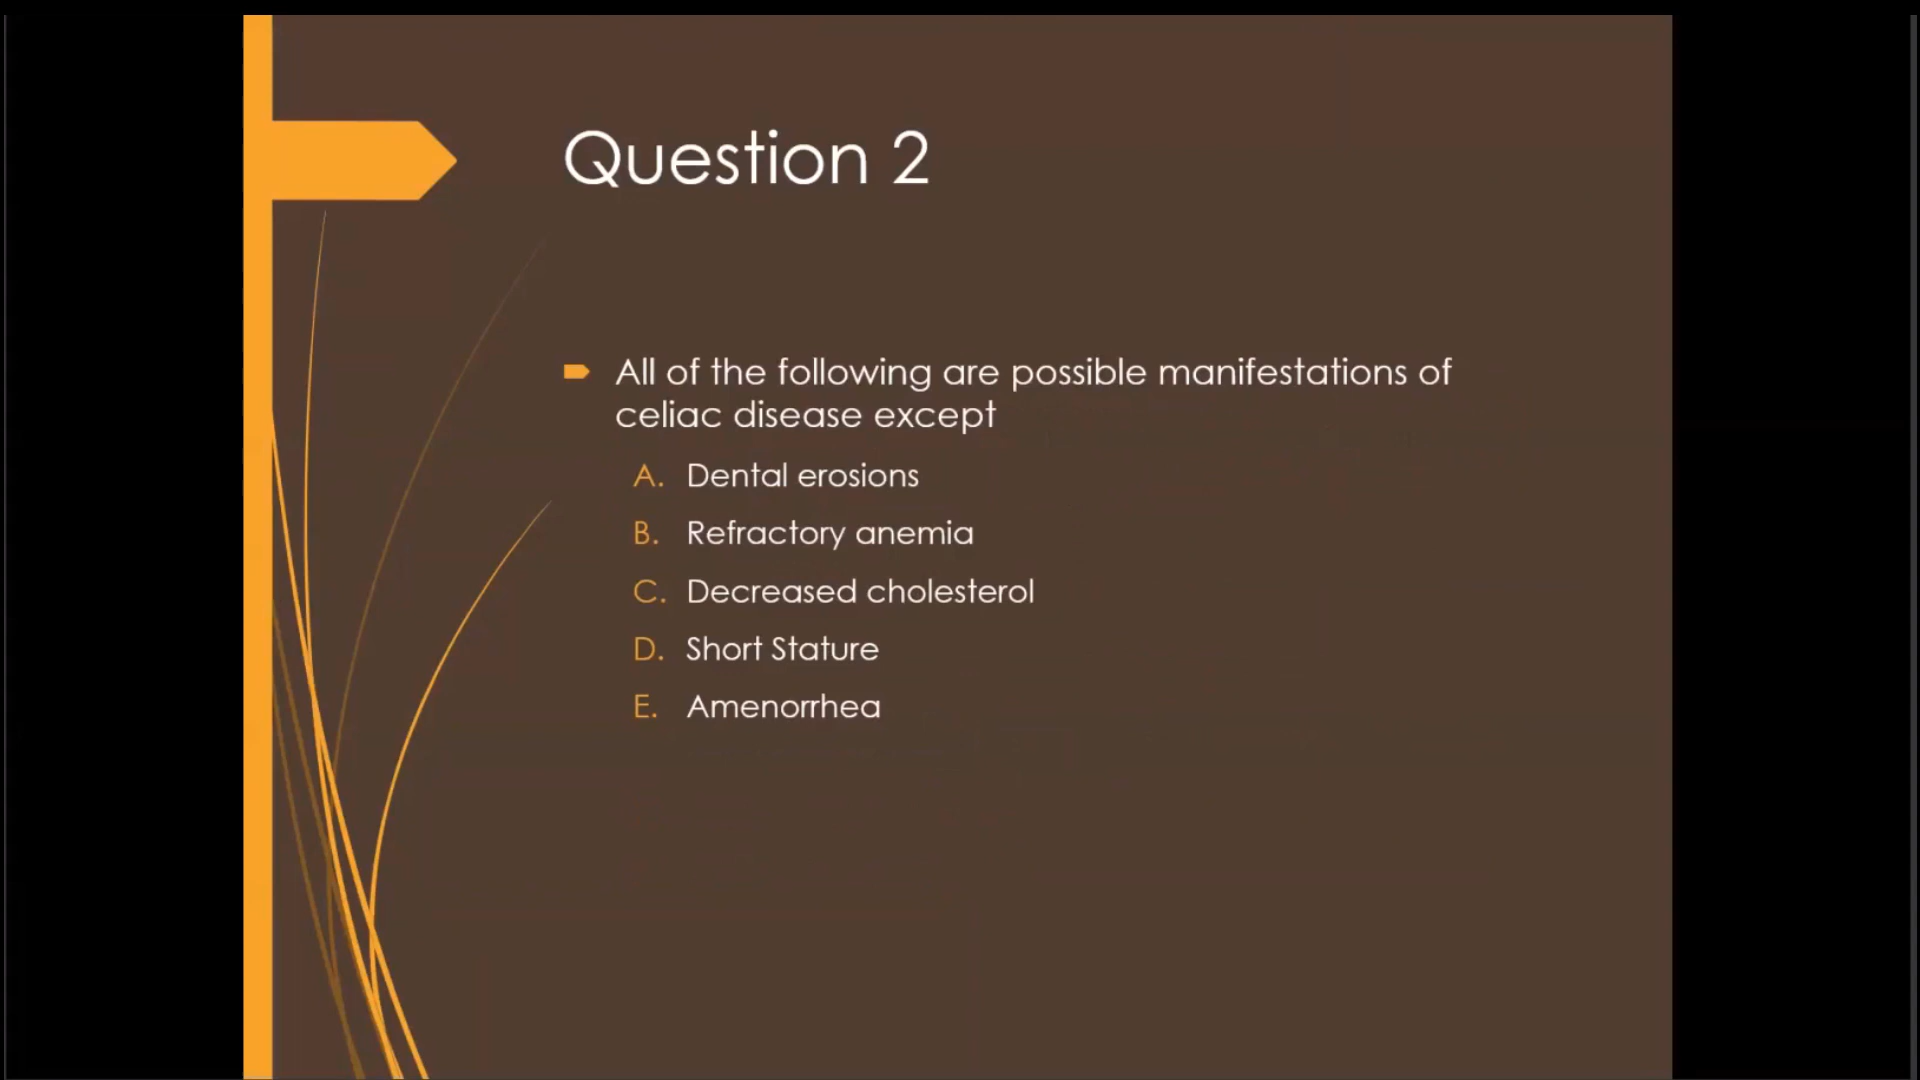 Question 2
All of the following are possible manifestations of
celiac disease except
A. Dental erosions
B. Refractory anemia
C. Decreased cholesterol
D. Short Stature
E. Amenorrhea